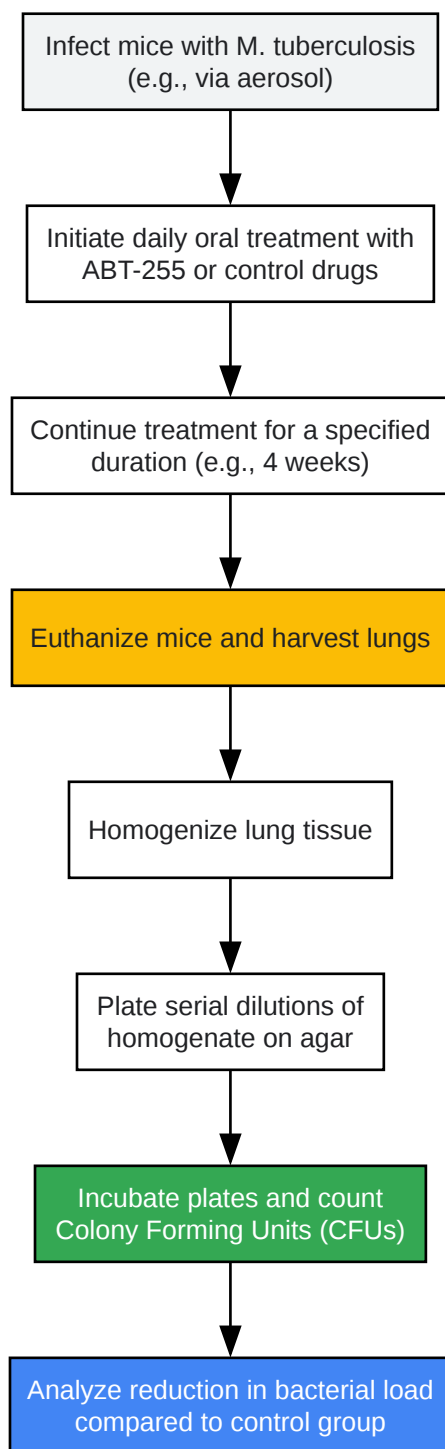 Infect mice with M. tuberculosis
(e.g., via aerosol)
Initiate daily oral treatment with
ABT-255 or control drugs
Continue treatment for a specified
duration (e.g., 4 weeks)
Euthanize mice and harvest lungs
Homogenize lung tissue
Plate serial dilutions of
homogenate on agar
Incubate plates and count
Colony Forming Units (CFUs)
Analyze reduction in bacterial load
compared to control group